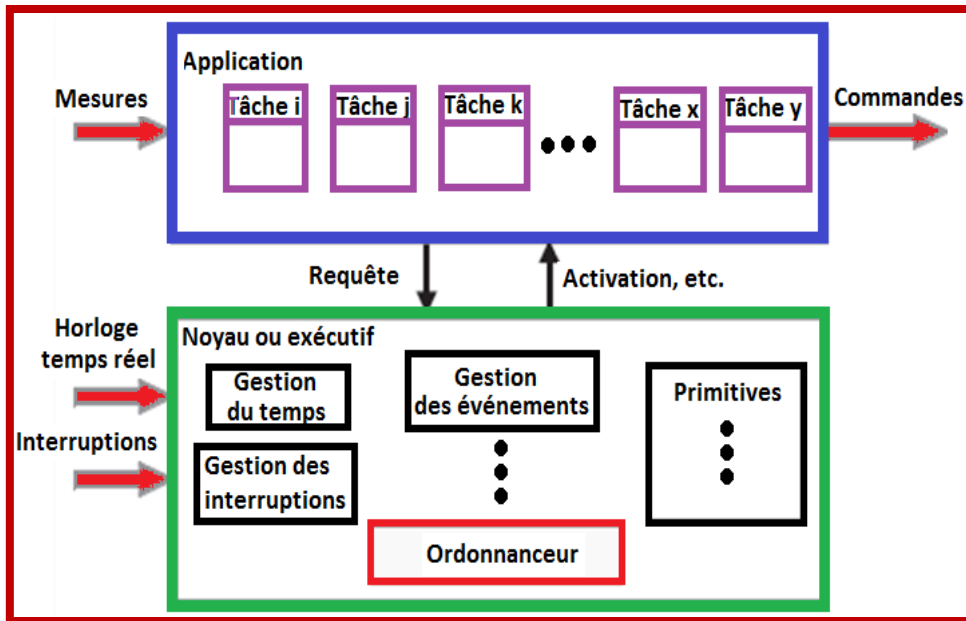 Application
Mesures
Tâche i
Tâche j
Tâche k
Tâche x
Tâche y
Commandes
Requête
Activation, etc.
Horloge
temps réel
Interruptions
Noyau ou exécutif
Gestion
du temps
Gestion
des événements
Primitives
Gestion des
interruptions
Ordonnanceur